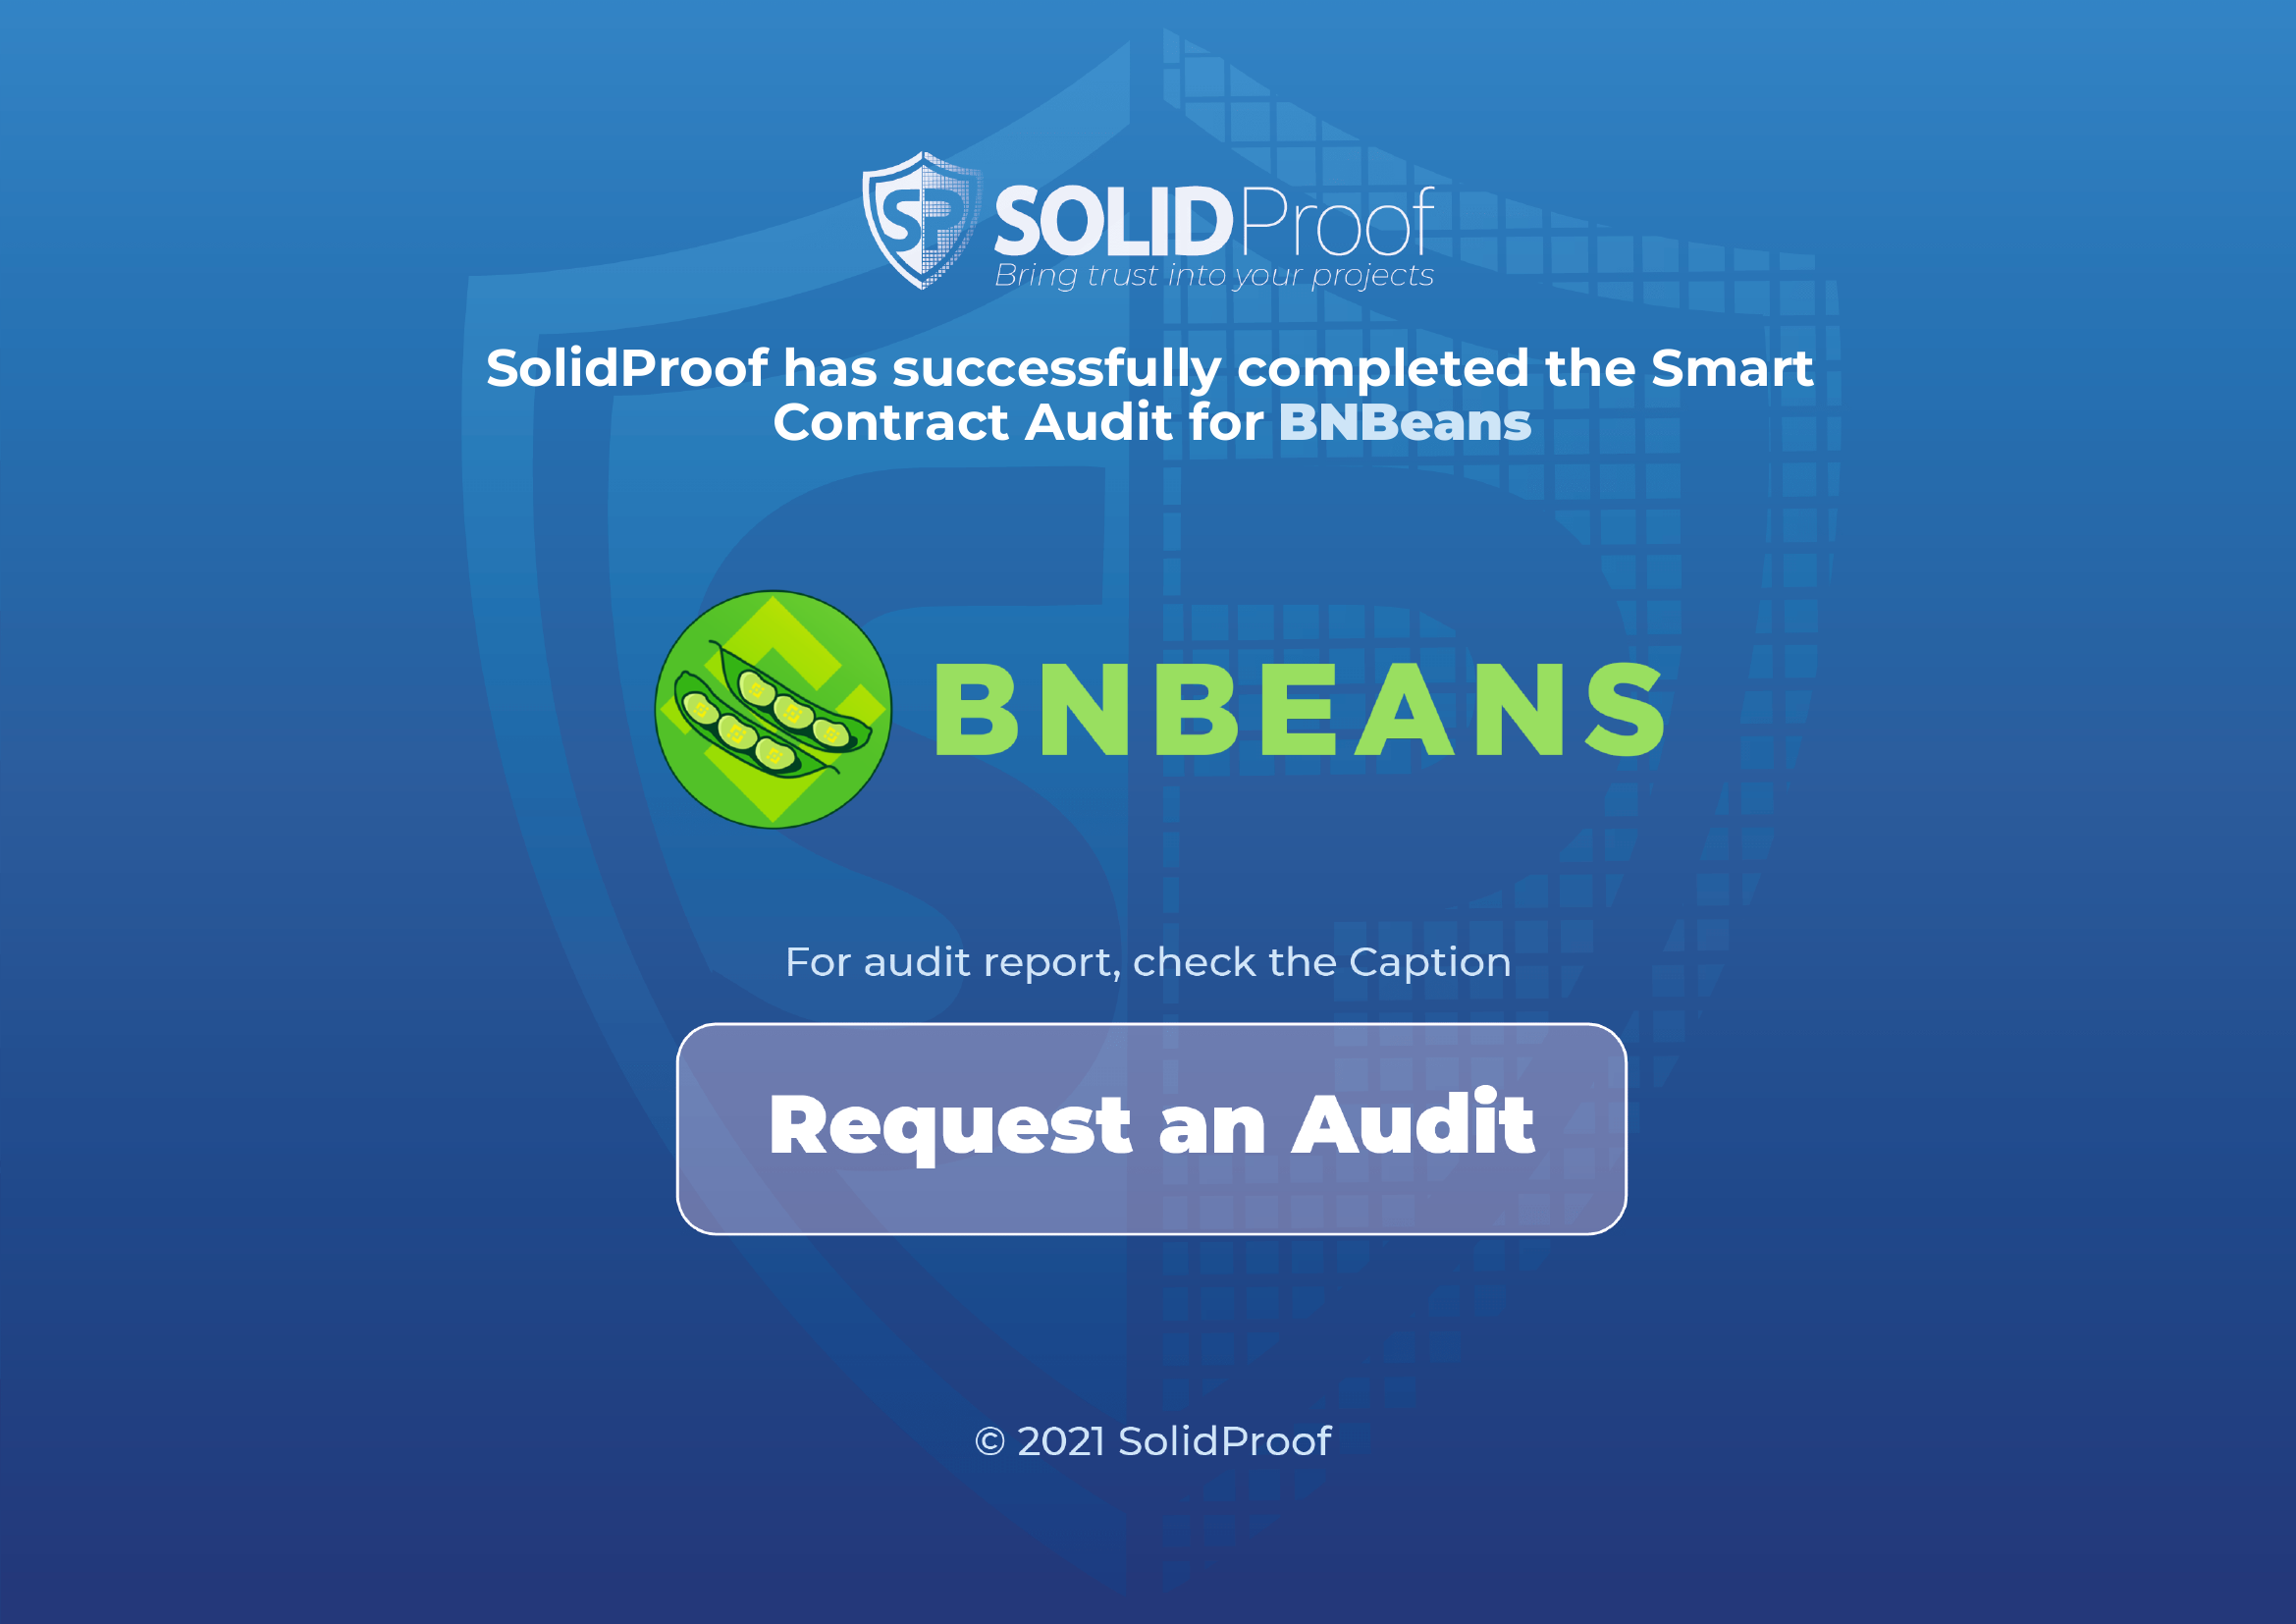 SP SOLIDProof
Bring trust into your projects
SolidProof has successfully completed the Smart
Contract Audit for BNBeans
BNBEANS
For audit report, check the Caption
Request an Audit
© 2021 SolidProof